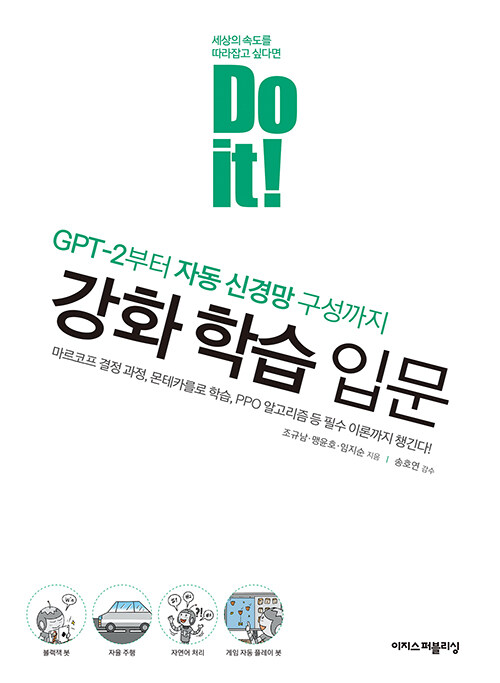 세상의 속도를
따라잡고 싶다면
Do
it!
GPT-2부터 자동 신경망 구성까지
강화 학습 입문
마르코프 결정 과정, 몬테카를로 학습, PPO 알고리즘 등 필수 이론까지 챙긴다!
조규남·맹윤호·임지순 지음 | 송호연 감수
블랙잭 봇
자율 주행
자연어 처리
게임 자동 플레이 봇
이지스퍼블리싱